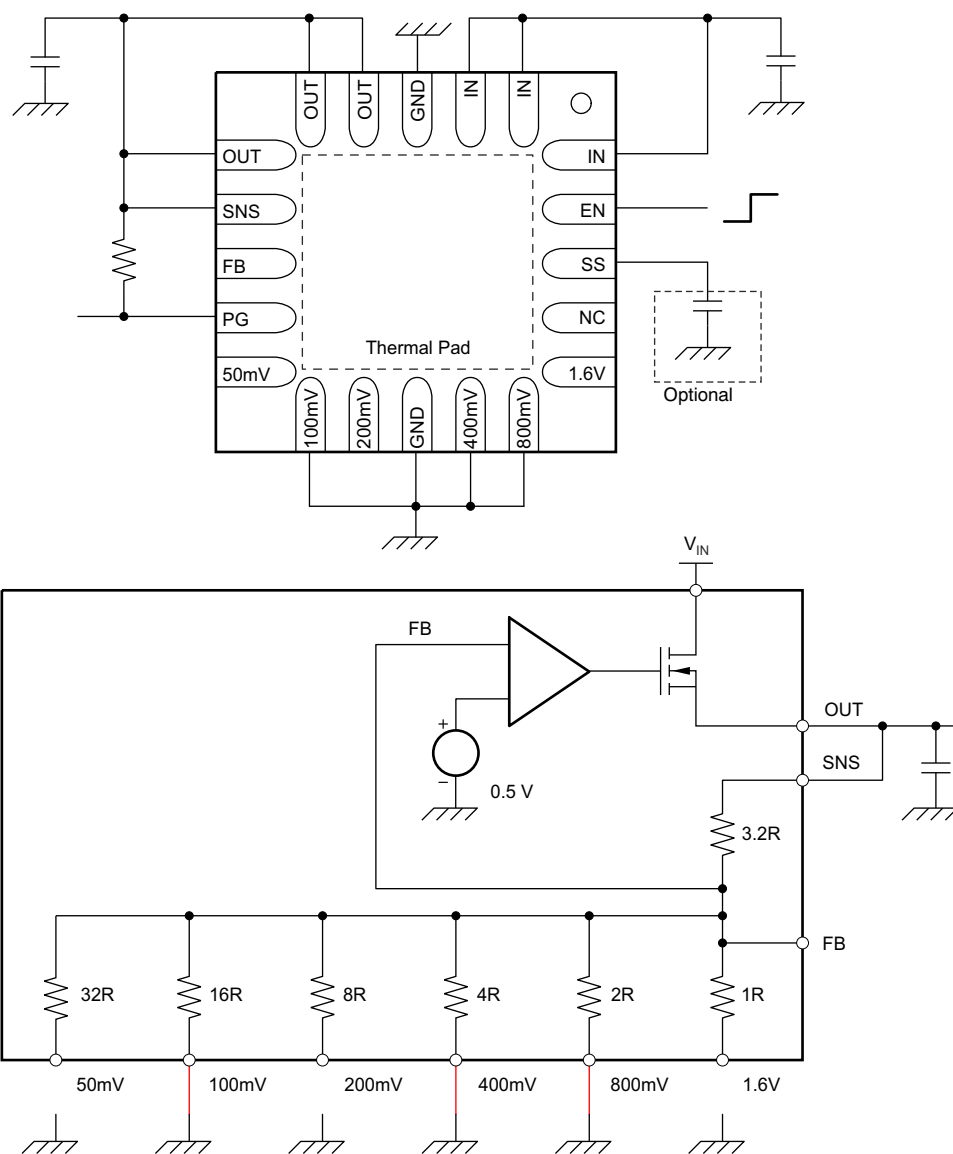 OUT
OUT
GND
IN
IN
OUT
IN
SNS
EN
FB
SS
PG
NC
Thermal Pad
50mV
1.6V
100mV
200mV
GND
400mV
800mV
Optional
VIN
FB
OUT
+
SNS
−
0.5 V
3.2R
FB
32R
16R
8R
4R
2R
1R
50mV
100mV
200mV
400mV
800mV
1.6V